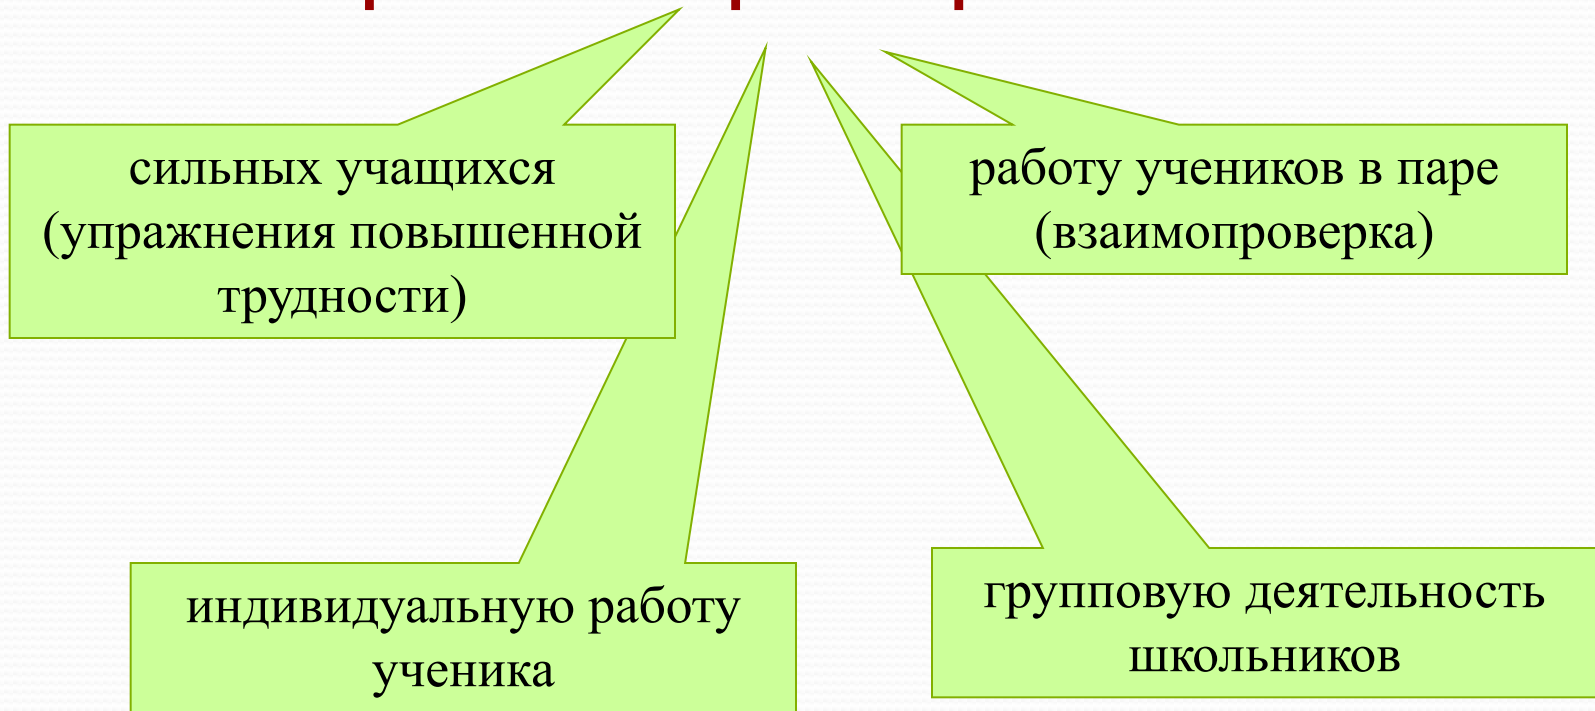 сильных учащихся
(упражнения повышенной
трудности)
работу учеников в паре
(взаимопроверка)
индивидуальную работу
ученика
групповую деятельность
школьников